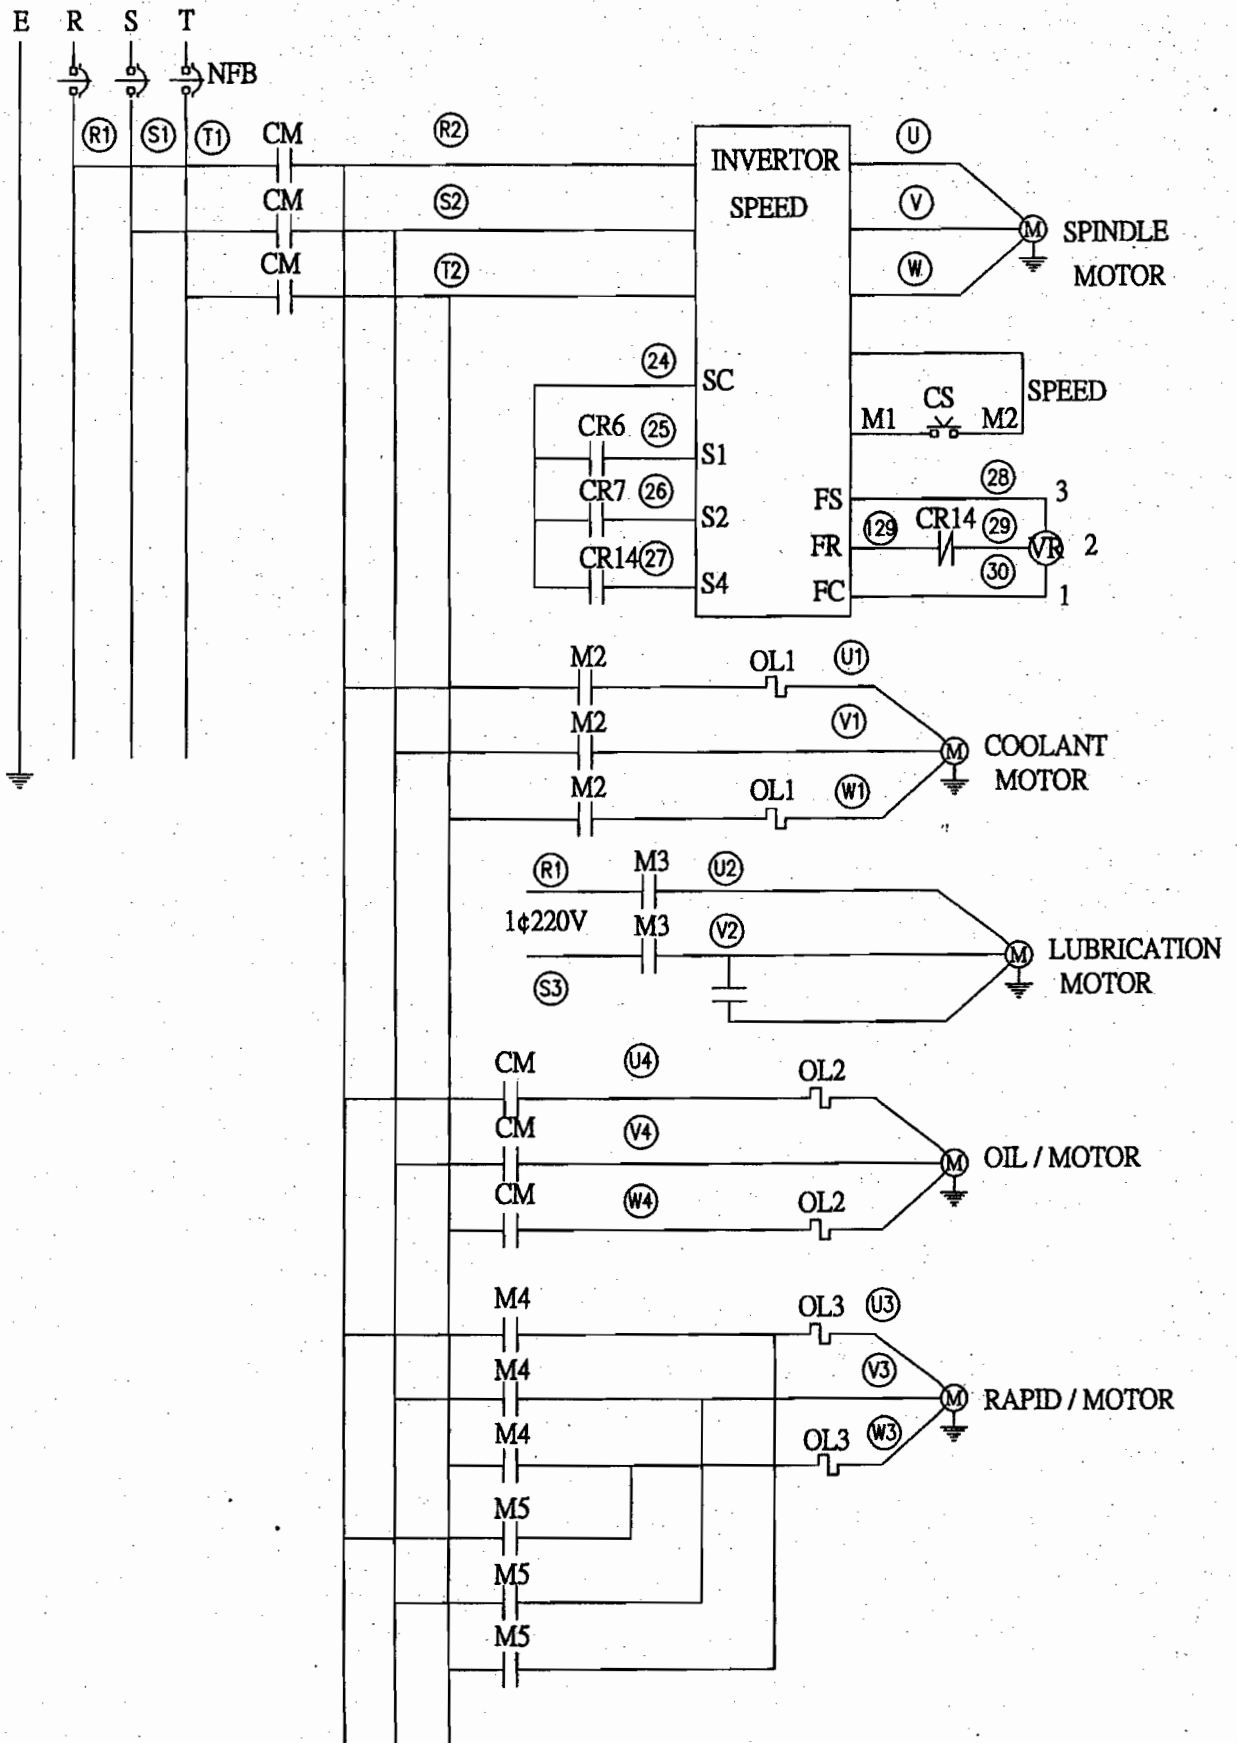 E R S T
NFB
R1 S1 T1 CM R2
INVERTOR
SPEED
U
CM S2 V
SPINDLE
MOTOR
CM T2 W
24
SC
SPEED
CS
M1 M2
CR6 25
S1
CR7 26
S2
CR14 27
S4
28
FS 3
129 CR14 29
FR VR 2
30
FC 1
M
M2 OL1 U1
M2 V1
M COOLANT
MOTOR
M2 OL1 W1
R1 M3 U2
1¢220V M3 V2
M LUBRICATION
MOTOR
S3
CM U4 OL2
CM V4
M OIL / MOTOR
CM W4 OL2
M4 OL3 U3
M4 V3
M RAPID / MOTOR
M4 OL3 W3
M5
M5
M5